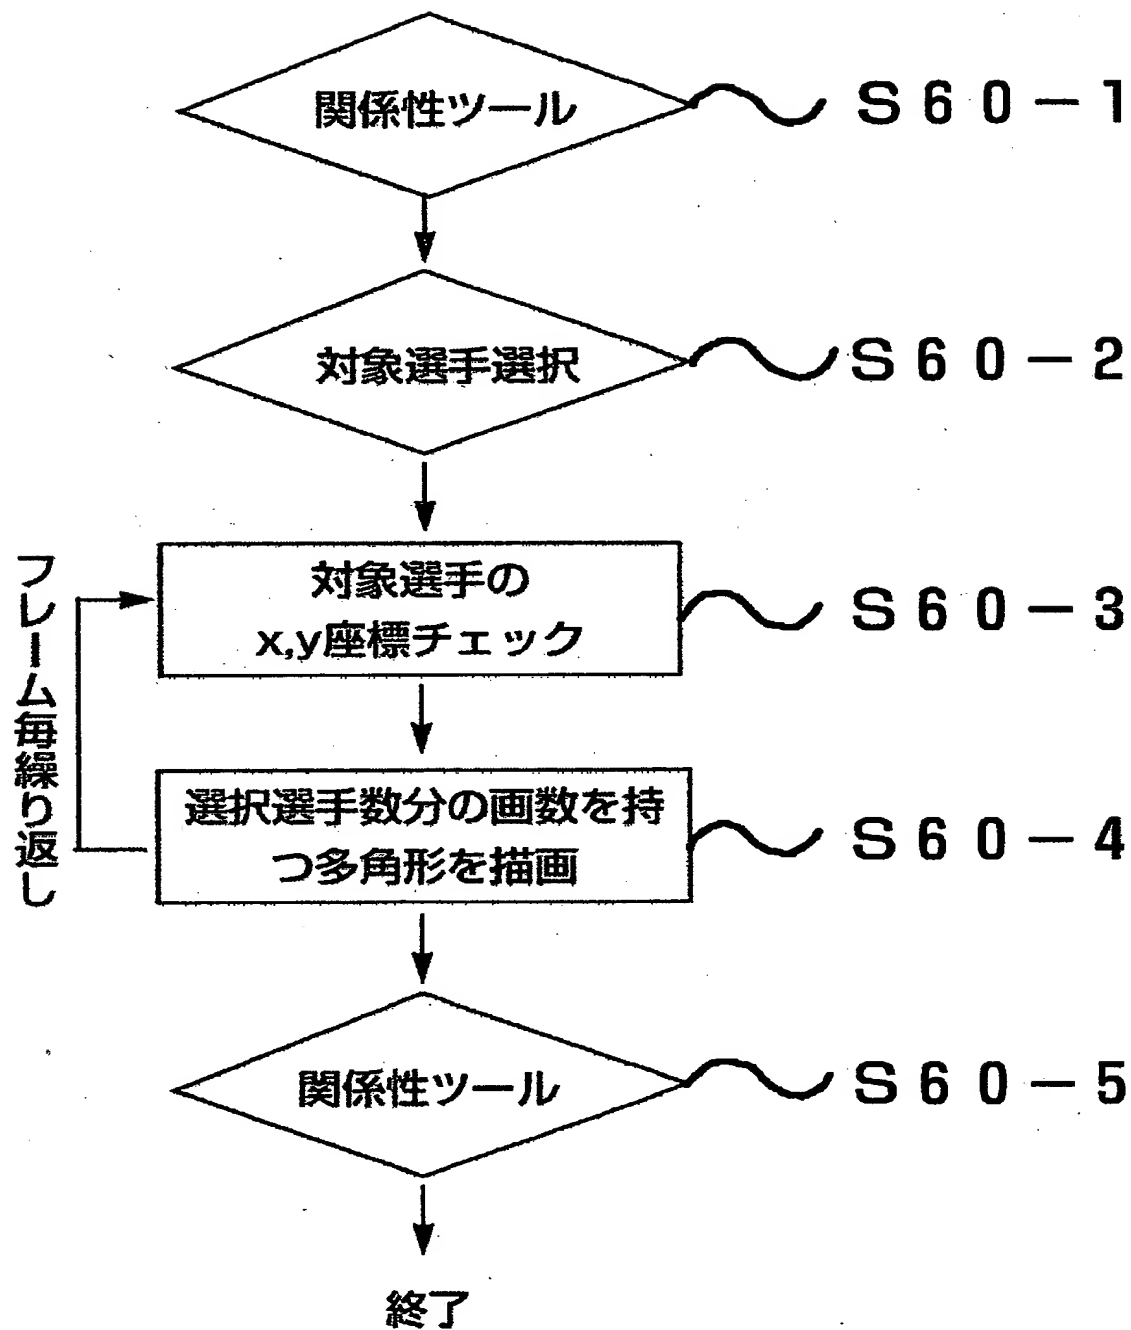 関係性ツール
S60-1
対象選手選択
S60-2
対象選手の
x,y座標チェック
S60-3
フレーム毎繰り返し
選択選手数分の画数を持
つ多角形を描画
S60-4
関係性ツール
S60-5
終了